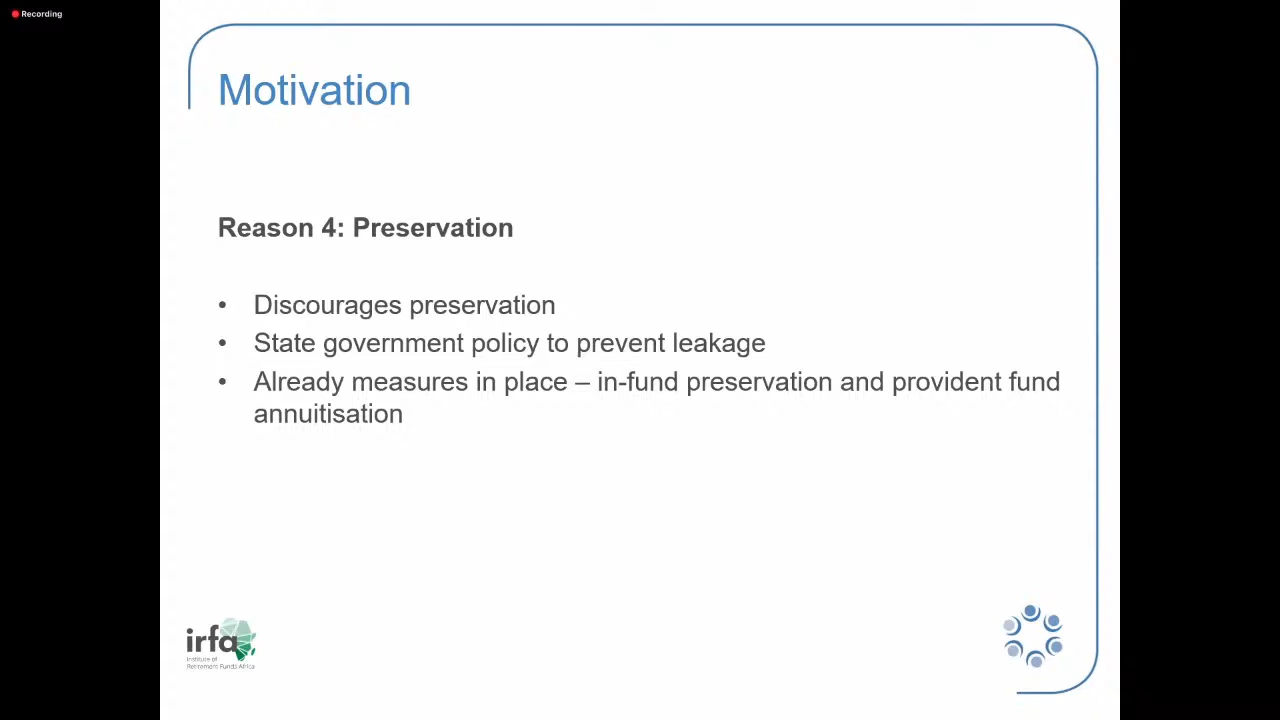 Recording
Motivation
Reason 4: Preservation
• Discourages preservation
• State government policy to prevent leakage
• Already measures in place – in-fund preservation and provident fund
annuitisation
irfa
Institute of
Retirement Funds Africa